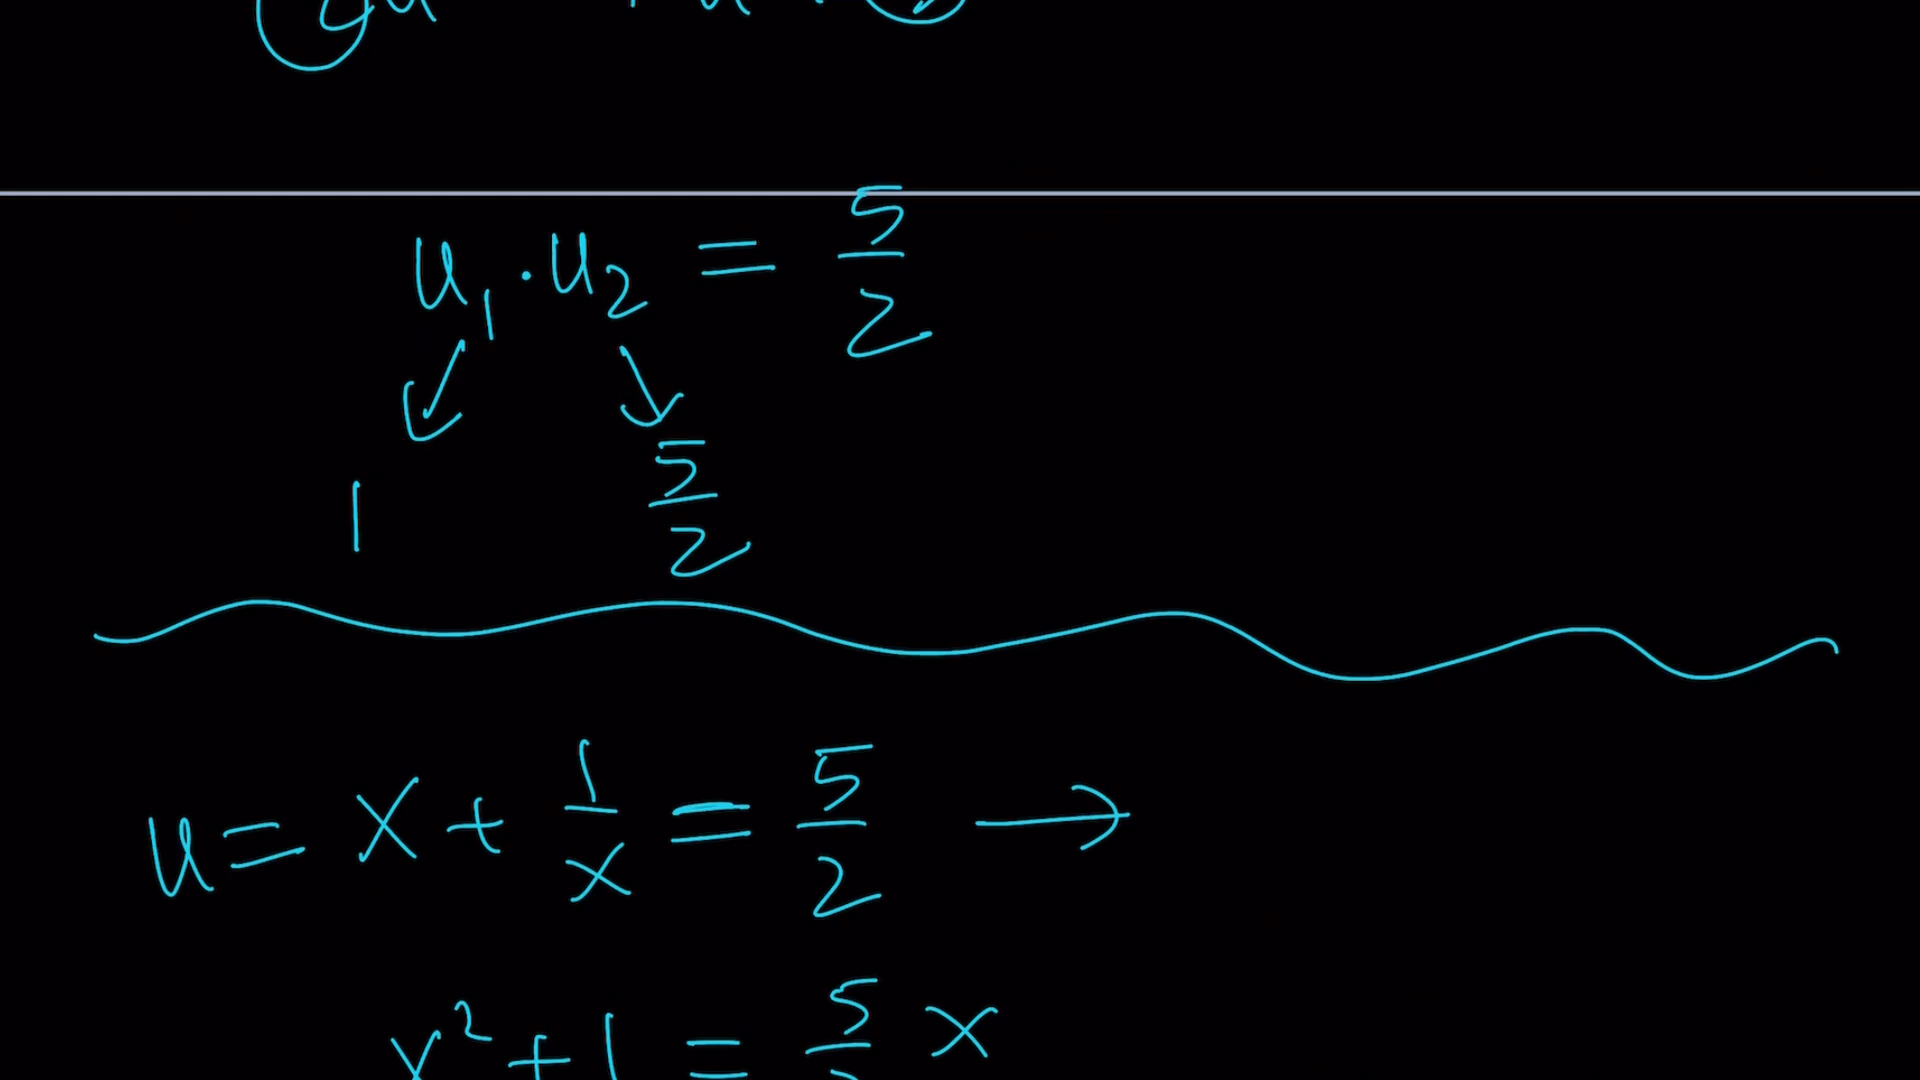 u₁ · u₂ = 5/2
1 5/2
u = x + 1/x = 5/2 →
x² + 1 = 5/2 x